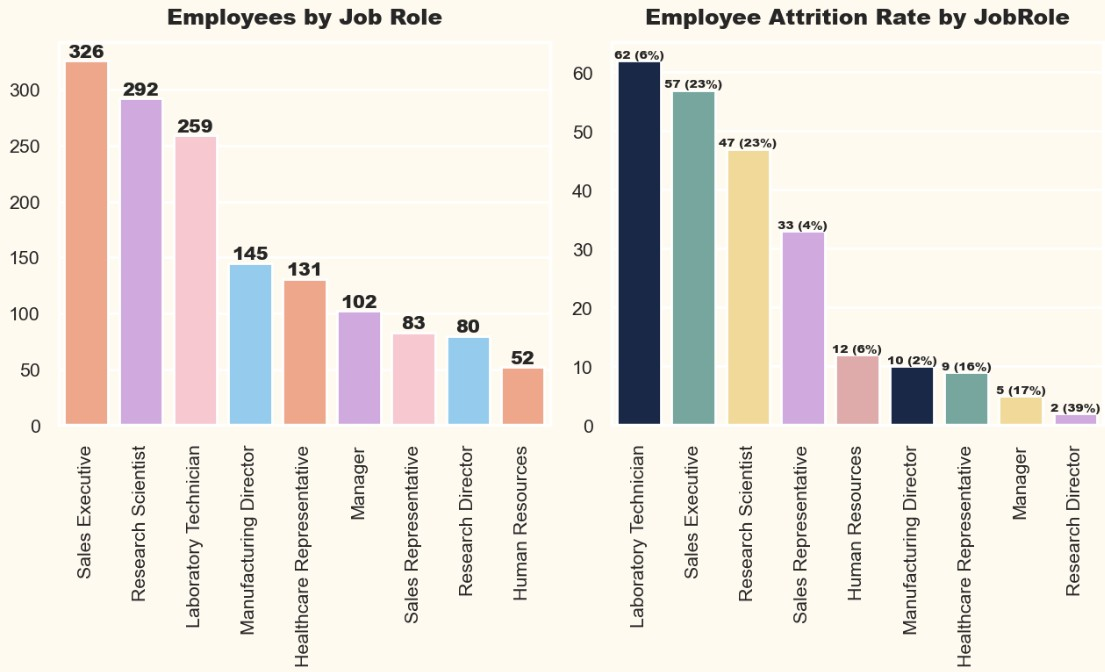 Employees by Job Role
326
292
259
145
131
102
83
80
52
300
250
200
150
100
50
0
Sales Executive
Research Scientist
Laboratory Technician
Manufacturing Director
Healthcare Representative
Manager
Sales Representative
Research Director
Human Resources
Employee Attrition Rate by JobRole
62 (6%)
57 (23%)
47 (23%)
33 (4%)
12 (6%)
10 (2%)
9 (16%)
5 (17%)
2 (39%)
60
50
40
30
20
10
0
Laboratory Technician
Sales Executive
Research Scientist
Sales Representative
Human Resources
Manufacturing Director
Healthcare Representative
Manager
Research Director